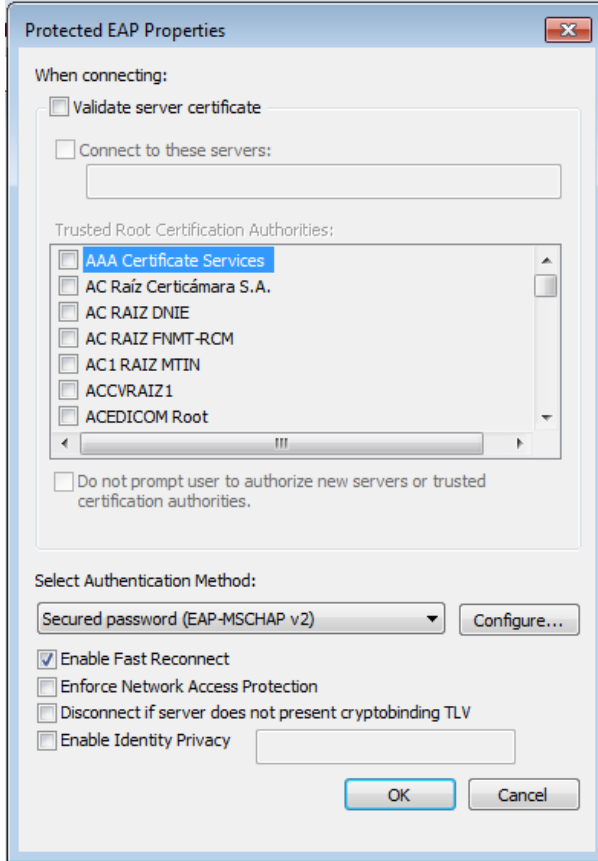 Protected EAP Properties
When connecting:
Validate server certificate
Connect to these servers:
Trusted Root Certification Authorities:
AAA Certificate Services
AC Raíz Certicámara S.A.
AC RAIZ DNIE
AC RAIZ FNMT-RCM
AC1 RAIZ MTIN
ACCVRAIZ1
ACEDICOM Root
Do not prompt user to authorize new servers or trusted
certification authorities.
Select Authentication Method:
Secured password (EAP-MSCHAP v2)
Configure...
Enable Fast Reconnect
Enforce Network Access Protection
Disconnect if server does not present cryptobinding TLV
Enable Identity Privacy
OK
Cancel